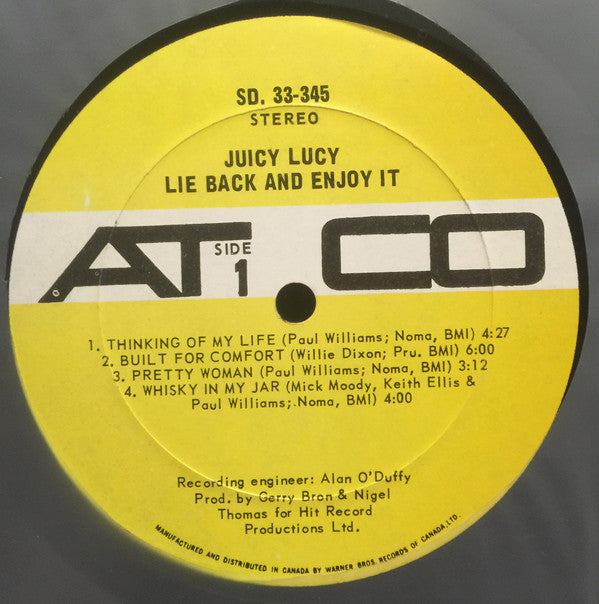 SD. 33-345
STEREO
JUICY LUCY
LIE BACK AND ENJOY IT
ATCO
SIDE
1
1. THINKING OF MY LIFE (Paul Williams; Noma, BMI) 4:27
2. BUILT FOR COMFORT (Willie Dixon; Pru. BMI) 6:00
3. PRETTY WOMAN (Paul Williams; Noma, BMI) 3:12
4. WHISKY IN MY JAR (Mick Moody, Keith Ellis &
Paul Williams; Noma, BMI) 4:00
Recording engineer: Alan O'Duffy
Prod. by Gerry Bron & Nigel
Thomas for Hit Record
Productions Ltd.
MANUFACTURED AND DISTRIBUTED IN CANADA BY WARNER BROS. RECORDS OF CANADA, LTD.